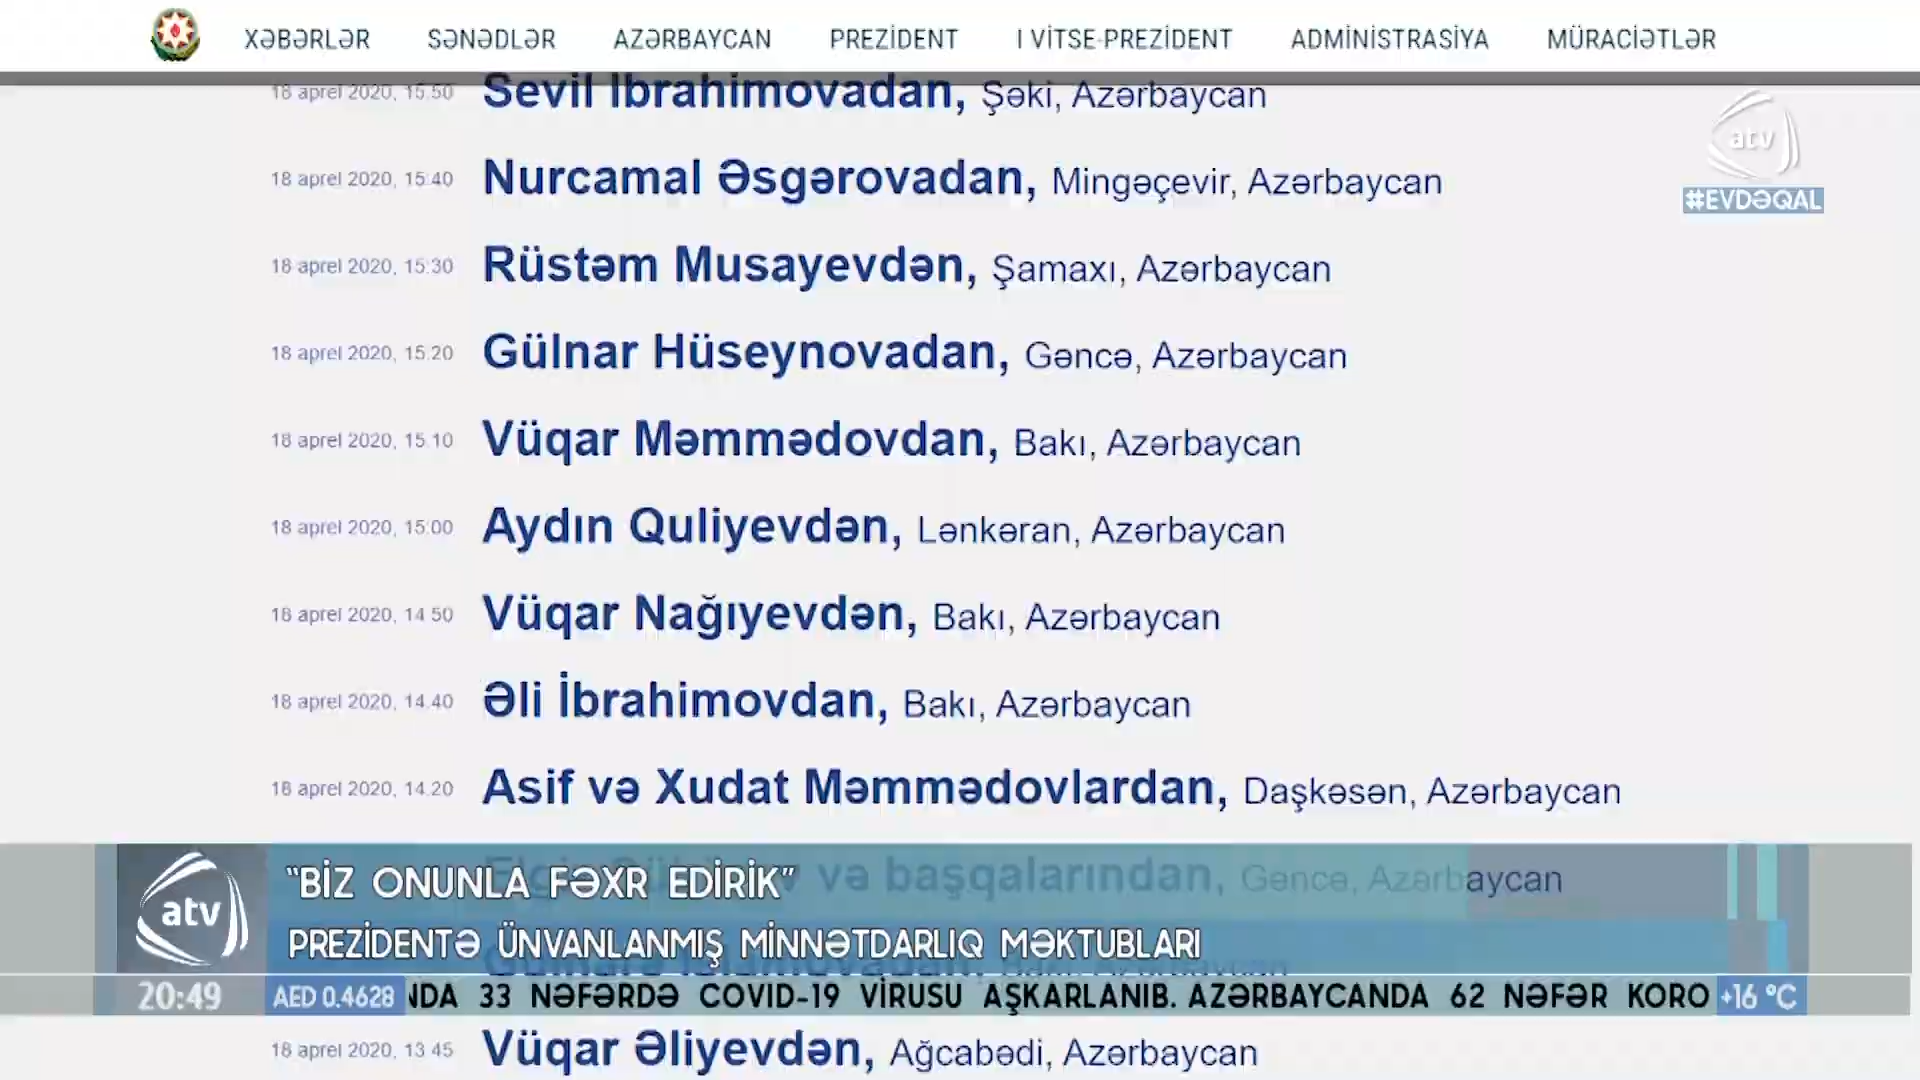 XƏBƏRLƏR SƏNƏDLƏR AZƏRBAYCAN PREZİDENT I VİTSE-PREZİDENT ADMİNİSTRASİYA MÜRACİƏTLƏR
18 aprel 2020, 15:50 Sevil İbrahimovadan, Şəki, Azərbaycan
atv
#EVDƏQAL
18 aprel 2020, 15:40 Nurcamal Əsgərovadan, Mingəçevir, Azərbaycan
18 aprel 2020, 15:30 Rüstəm Musayevdən, Şamaxı, Azərbaycan
18 aprel 2020, 15:20 Gülnar Hüseynovadan, Gəncə, Azərbaycan
18 aprel 2020, 15:10 Vüqar Məmmədovdan, Bakı, Azərbaycan
18 aprel 2020, 15:00 Aydın Quliyevdən, Lənkəran, Azərbaycan
18 aprel 2020, 14:50 Vüqar Nağıyevdən, Bakı, Azərbaycan
18 aprel 2020, 14:40 Əli İbrahimovdan, Bakı, Azərbaycan
18 aprel 2020, 14:20 Asif və Xudat Məmmədovlardan, Daşkəsən, Azərbaycan
və başqalarından, Gəncə, Azərbaycan
atv
"BİZ ONUNLA FƏXR EDİRİK"
PREZİDENTƏ ÜNVANLANMIŞ MİNNƏTDARLIQ MƏKTUBLARI
20:49 AED 0.4628 NDA 33 NƏFƏRDƏ COVID-19 VİRUSU AŞKARLANIB. AZƏRBAYCANDA 62 NƏFƏR KORO +16 °C
18 aprel 2020, 13:45 Vüqar Əliyevdən, Ağcabədi, Azərbaycan